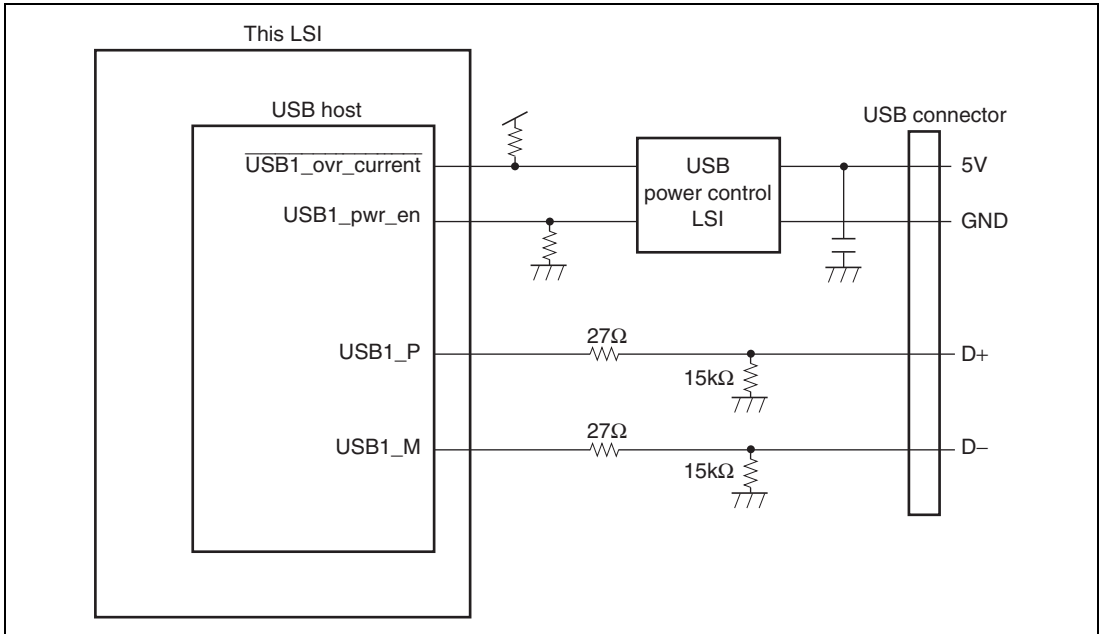 This LSI
USB host
USB connector
USB1_ovr_current
USB
power control
LSI
5V
USB1_pwr_en
GND
USB1_P
27Ω
15kΩ
D+
USB1_M
27Ω
15kΩ
D−